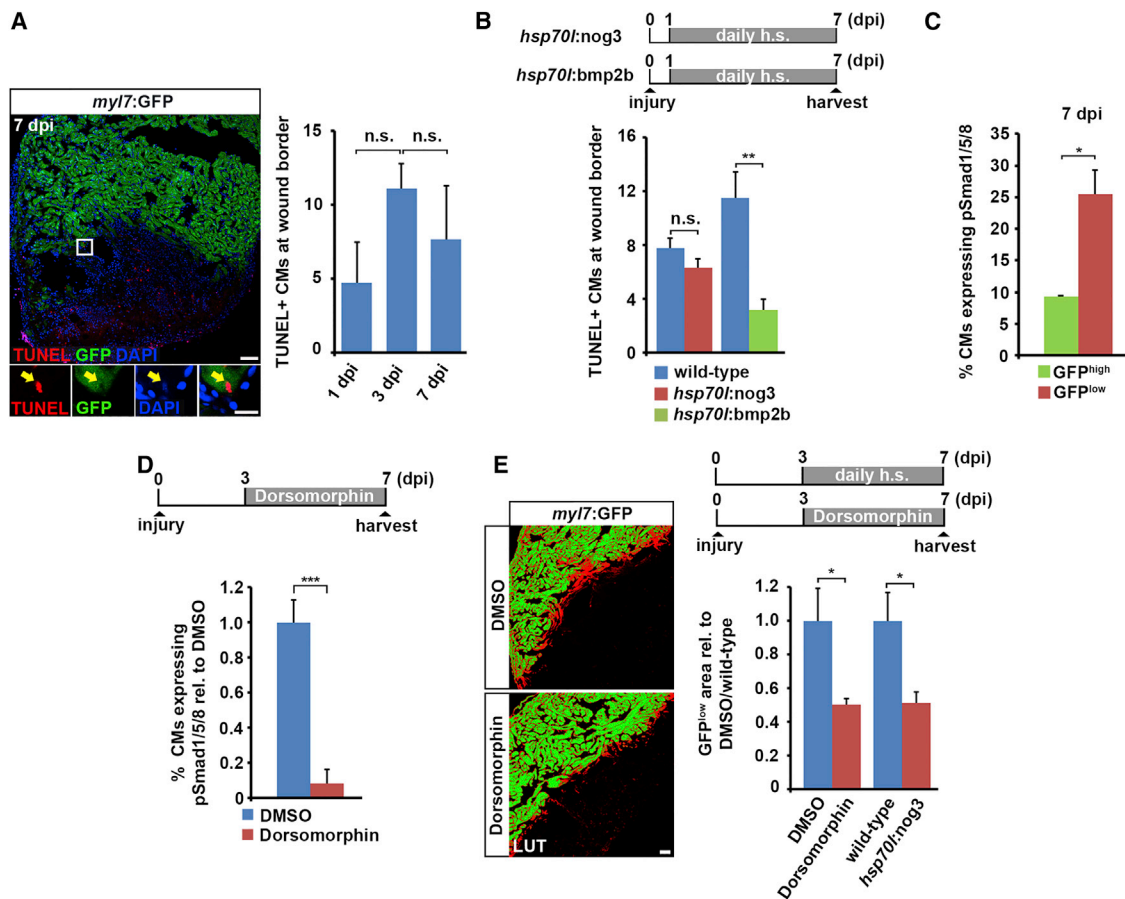 A
myl7:GFP
7 dpi
TUNEL GFP DAPI
TUNEL
GFP
DAPI
TUNEL+ CMs at wound border
15
10
5
0
n.s.
n.s.
1 dpi
3 dpi
7 dpi
B
0 1 7 (dpi)
hsp70l:nog3
daily h.s.
hsp70l:bmp2b
daily h.s.
injury
harvest
TUNEL+ CMs at wound border
16
12
8
4
0
n.s.
**
wild-type
hsp70l:nog3
hsp70l:bmp2b
C
7 dpi
% CMs expressing pSmad1/5/8
35
30
25
20
15
10
5
0
*
GFPhigh
GFPlow
D
0 3 7 (dpi)
Dorsomorphin
injury
harvest
% CMs expressing
pSmad1/5/8 rel. to DMSO
1.2
1.0
0.8
0.6
0.4
0.2
0
***
DMSO
Dorsomorphin
E
myl7:GFP
DMSO
Dorsomorphin
LUT
0 3 7 (dpi)
daily h.s.
0 3 7 (dpi)
Dorsomorphin
injury
harvest
GFPlow area rel. to
DMSO/wild-type
1.2
1.0
0.8
0.6
0.4
0.2
0
*
*
DMSO
Dorsomorphin
wild-type
hsp70l:nog3